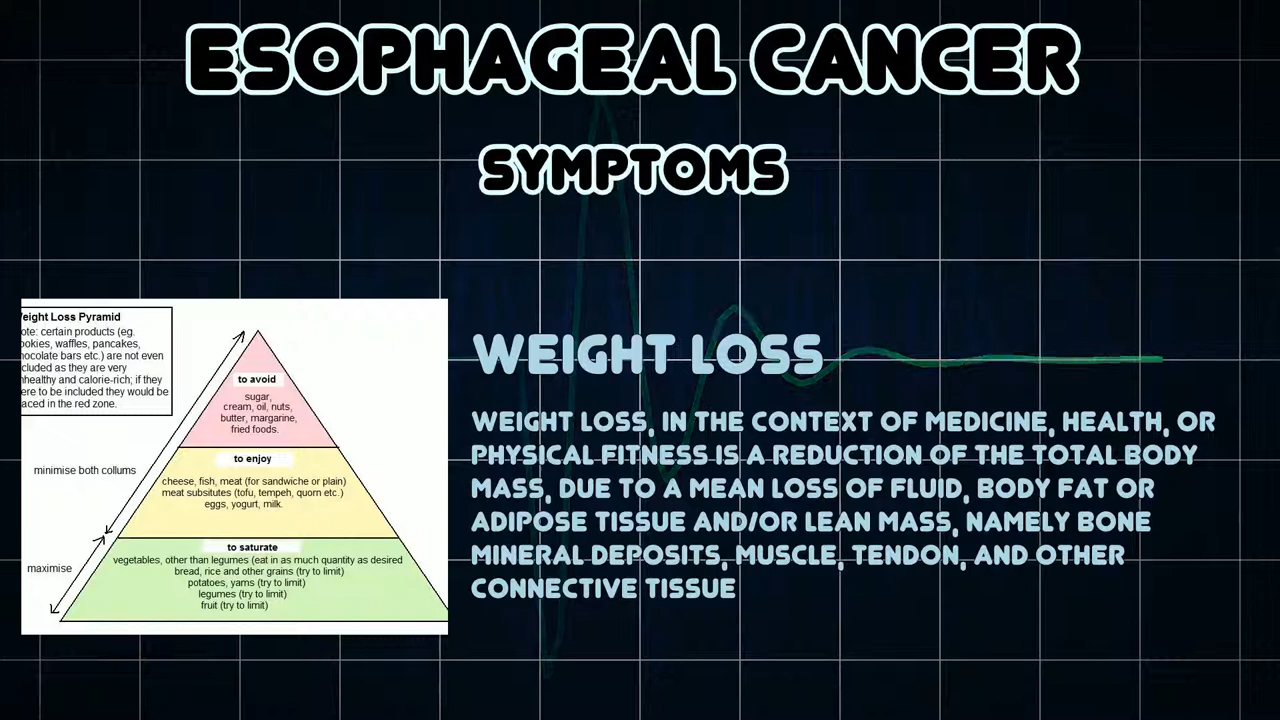 ESOPHAGEAL CANCER
SYMPTOMS
eight Loss Pyramid
ote: certain products (eg.
ookies, waffles, pancakes,
hocolate bars etc.) are not even
cluded as they are very
nhealthy and calorie-rich; if they
ere to be included they would be
aced in the red zone.
to avoid
sugar,
cream, oil, nuts,
butter, margarine,
fried foods.
minimise both collums
to enjoy
cheese, fish, meat (for sandwiche or plain)
meat subsitutes (tofu, tempeh, quorn etc.)
eggs, yogurt, milk.
maximise
to saturate
vegetables, other than legumes (eat in as much quantity as desired
bread, rice and other grains (try to limit)
potatoes, yams (try to limit)
legumes (try to limit)
fruit (try to limit)
WEIGHT LOSS
WEIGHT LOSS, IN THE CONTEXT OF MEDICINE, HEALTH, OR
PHYSICAL FITNESS IS A REDUCTION OF THE TOTAL BODY
MASS, DUE TO A MEAN LOSS OF FLUID, BODY FAT OR
ADIPOSE TISSUE AND/OR LEAN MASS, NAMELY BONE
MINERAL DEPOSITS, MUSCLE, TENDON, AND OTHER
CONNECTIVE TISSUE